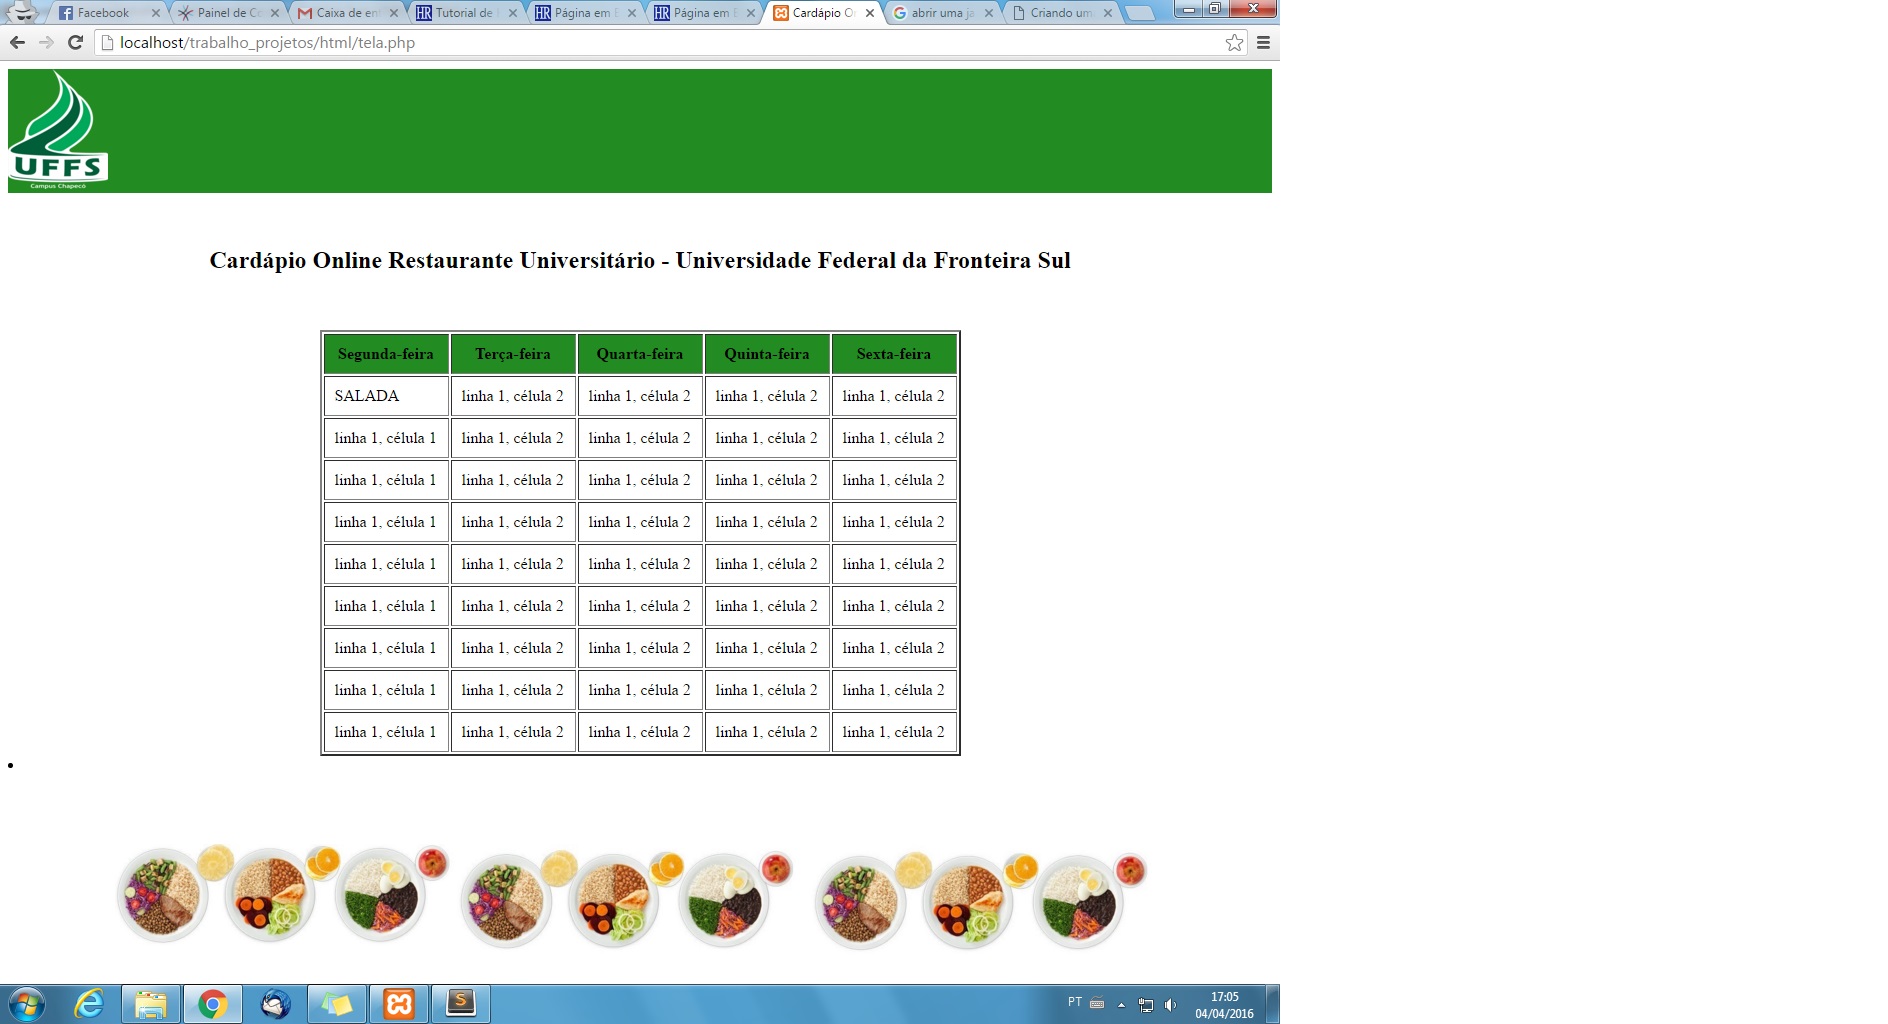 Facebook Painel de C Caixa de en Tutorial de Página em Página em Cardápio O abrir uma ja Criando um
localhost/trabalho_projetos/html/tela.php
UFFS
Campus Chapecó
Cardápio Online Restaurante Universitário - Universidade Federal da Fronteira Sul
Segunda-feira Terça-feira Quarta-feira Quinta-feira Sexta-feira
SALADA linha 1, célula 2 linha 1, célula 2 linha 1, célula 2 linha 1, célula 2
linha 1, célula 1 linha 1, célula 2 linha 1, célula 2 linha 1, célula 2 linha 1, célula 2
linha 1, célula 1 linha 1, célula 2 linha 1, célula 2 linha 1, célula 2 linha 1, célula 2
linha 1, célula 1 linha 1, célula 2 linha 1, célula 2 linha 1, célula 2 linha 1, célula 2
linha 1, célula 1 linha 1, célula 2 linha 1, célula 2 linha 1, célula 2 linha 1, célula 2
linha 1, célula 1 linha 1, célula 2 linha 1, célula 2 linha 1, célula 2 linha 1, célula 2
linha 1, célula 1 linha 1, célula 2 linha 1, célula 2 linha 1, célula 2 linha 1, célula 2
linha 1, célula 1 linha 1, célula 2 linha 1, célula 2 linha 1, célula 2 linha 1, célula 2
linha 1, célula 1 linha 1, célula 2 linha 1, célula 2 linha 1, célula 2 linha 1, célula 2
PT 17:05
04/04/2016